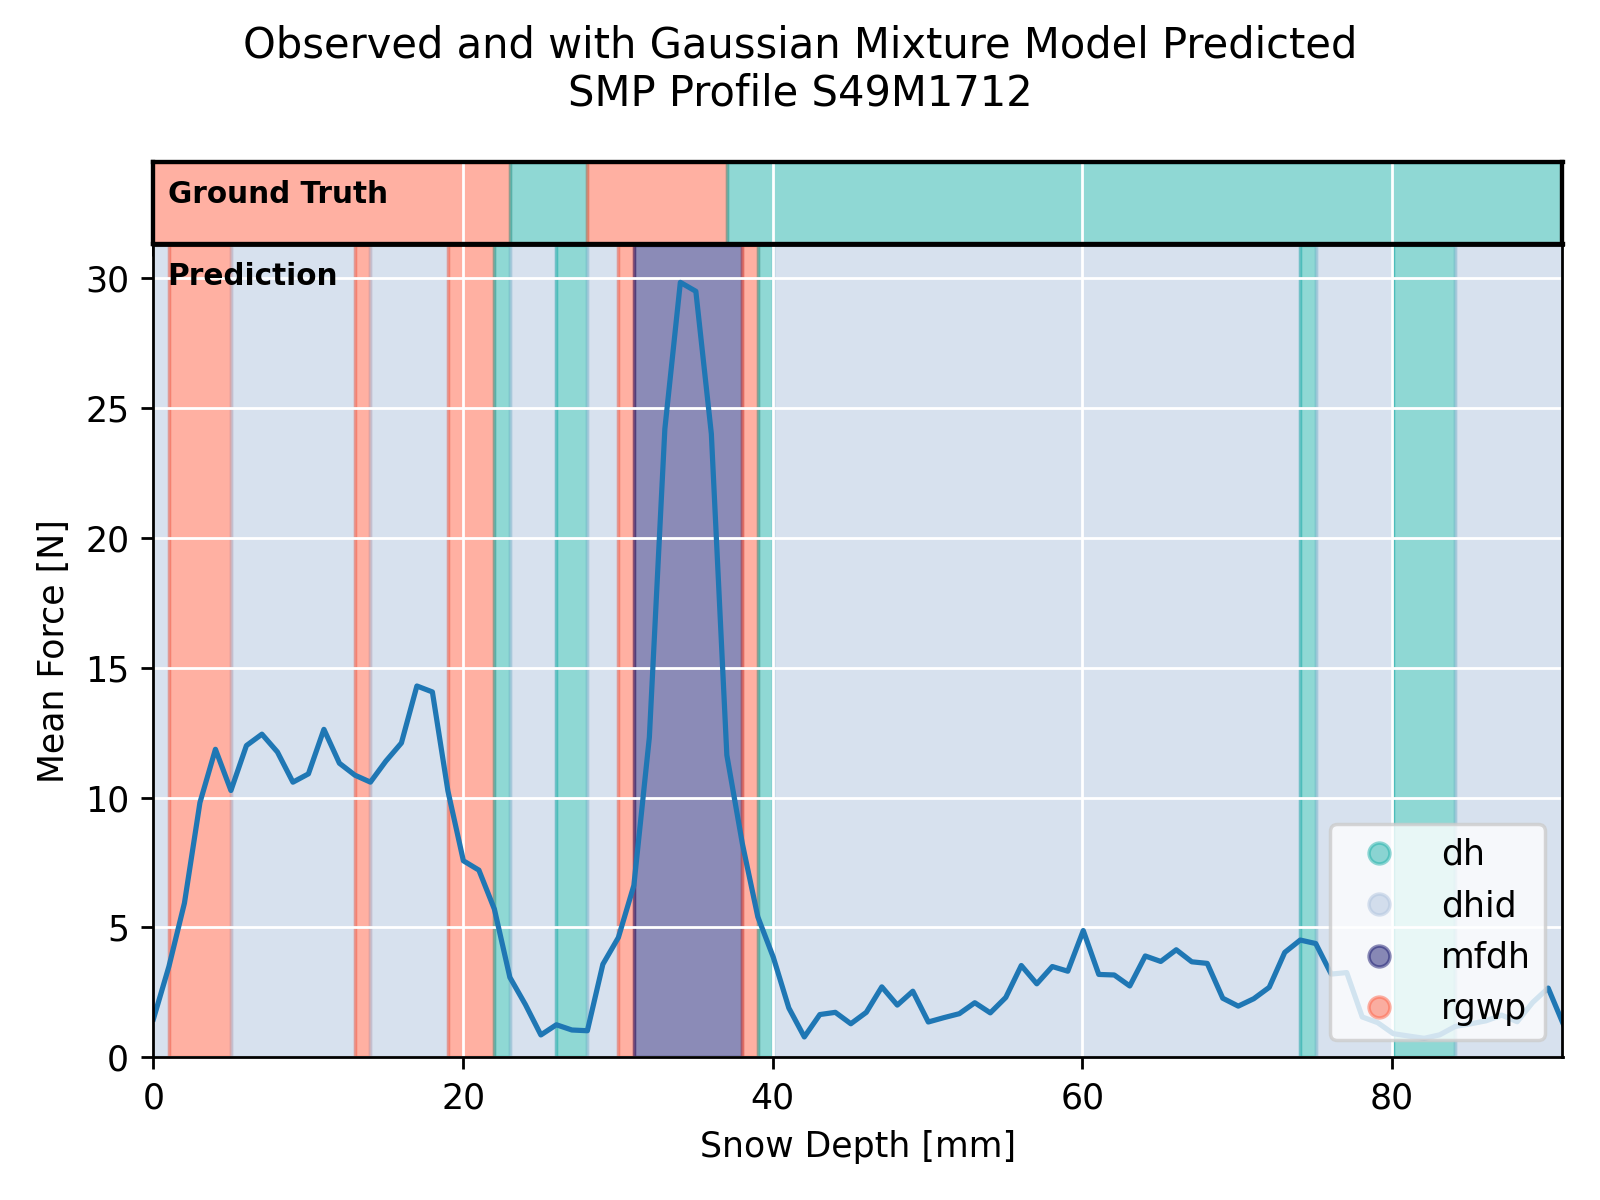 Observed and with Gaussian Mixture Model Predicted
SMP Profile S49M1712
Ground Truth
Prediction
30
25
20
15
10
5
0
Mean Force [N]
0 20 40 60 80
Snow Depth [mm]
dh
dhid
mfdh
rgwp